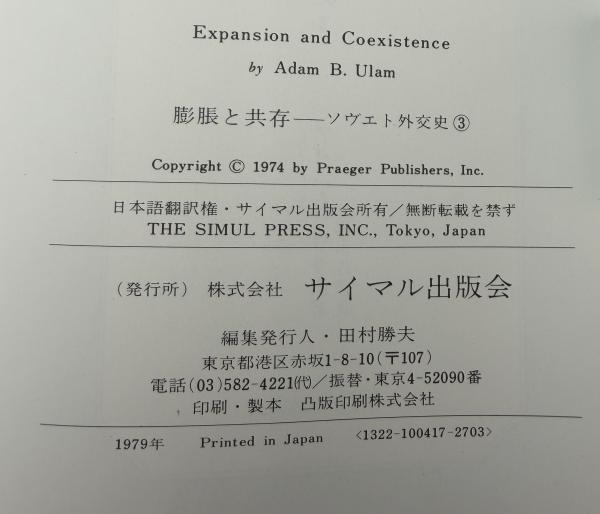 Expansion and Coexistence
by Adam B. Ulam
膨脹と共存——ソヴエト外交史③
Copyright © 1974 by Praeger Publishers, Inc.
日本語翻訳権・サイマル出版会所有／無断転載を禁ず
THE SIMUL PRESS, INC., Tokyo, Japan
（発行所） 株式会社 サイマル出版会
編集発行人・田村勝夫
東京都港区赤坂1-8-10（〒107）
電話（03）582-4221㈹／振替・東京4-52090番
印刷・製本 凸版印刷株式会社
1979年 Printed in Japan <1322-100417-2703>